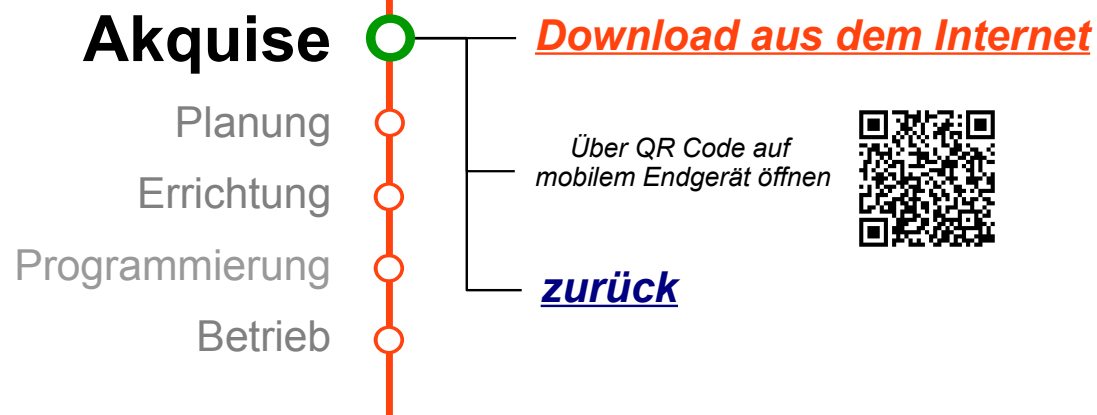 Akquise
Download aus dem Internet
Planung
Über QR Code auf
mobilem Endgerät öffnen
Errichtung
Programmierung
zurück
Betrieb